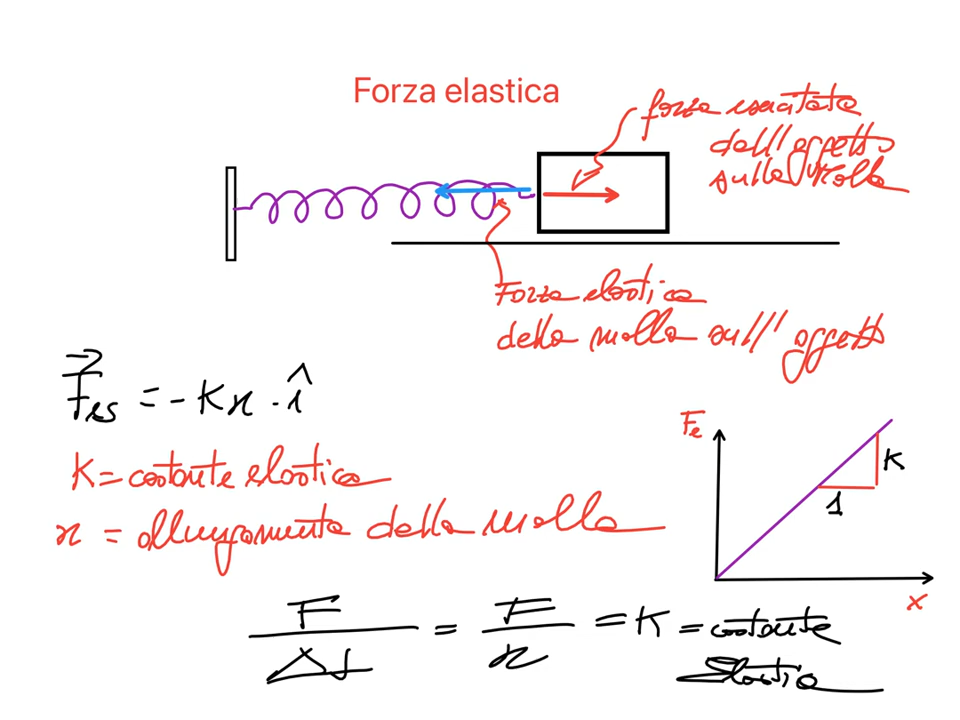 Forza elastica
forza esercitata
dall'oggetto
sulla molla
Forza elastica
della molla sull'oggetto
F⃗es = -Kx · î
K = costante elastica
x = allungamento della molla
Fe
K
1
x
F/Δl = F/x = K = costante
elastica